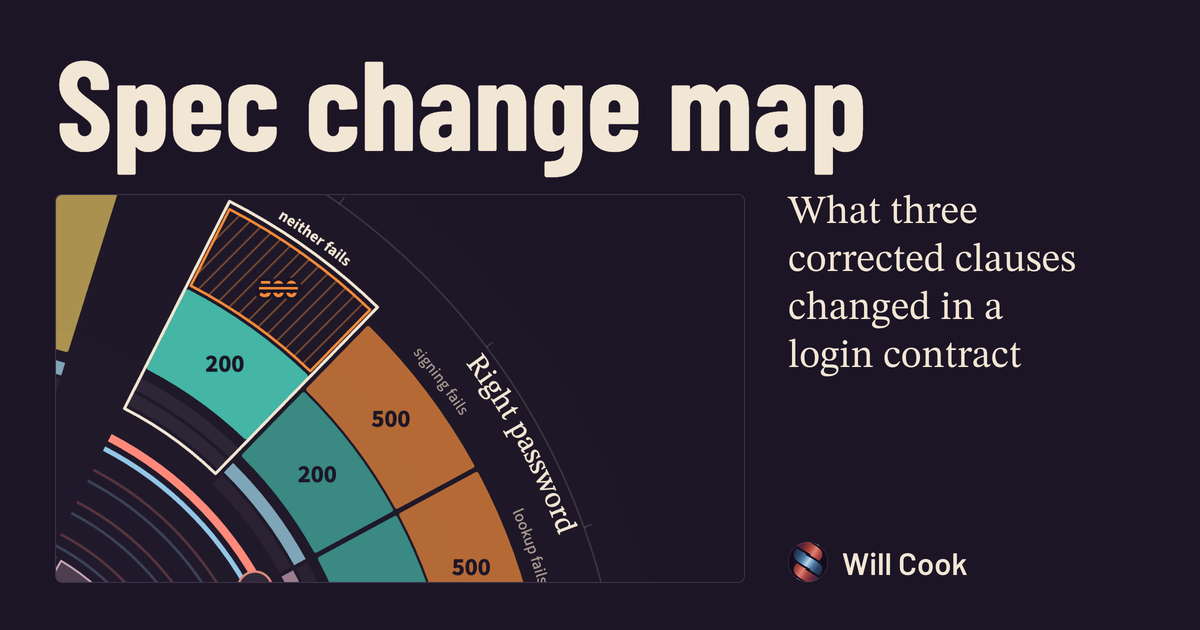 Spec change map
What three
corrected clauses
changed in a
login contract
neither fails
500
200
signing fails
500
Right password
200
lookup fails
500
Will Cook